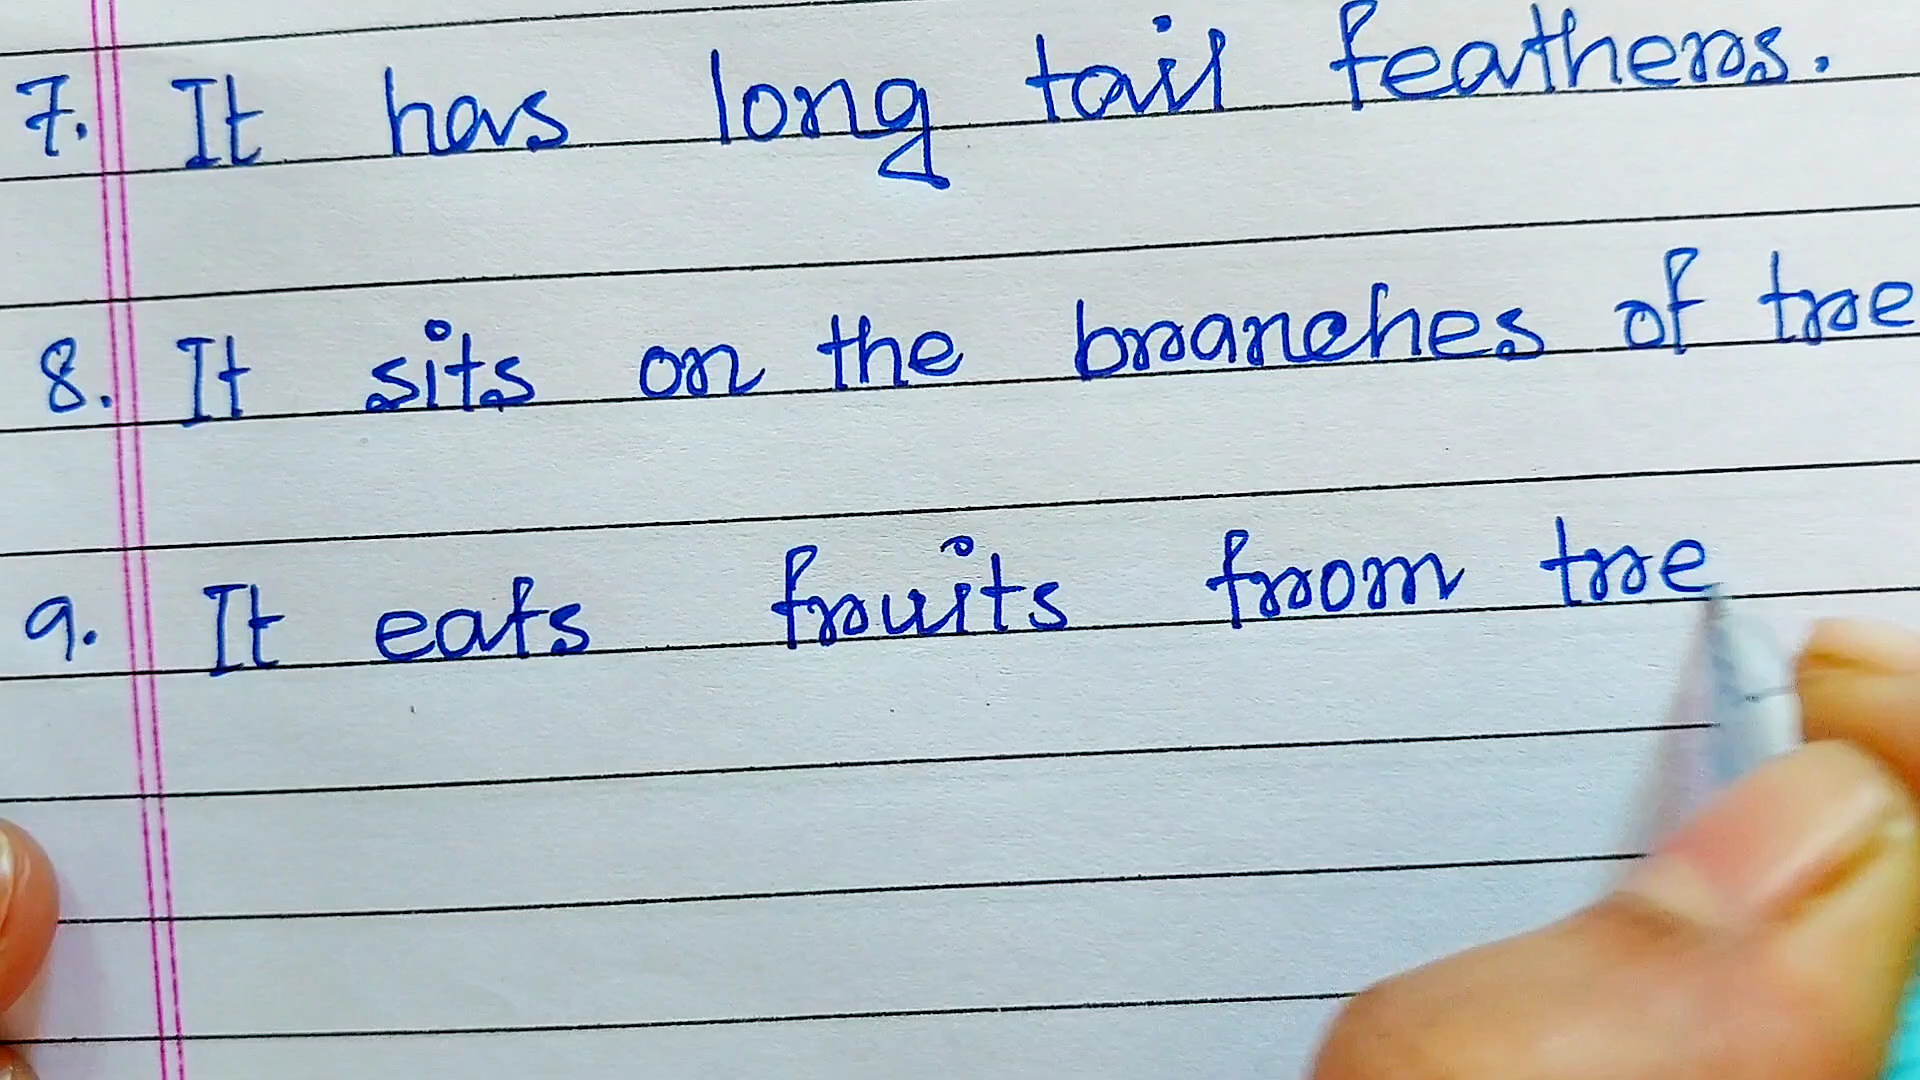 7. It has long tail feathers.
8. It sits on the branches of tree
9. It eats fruits from tre